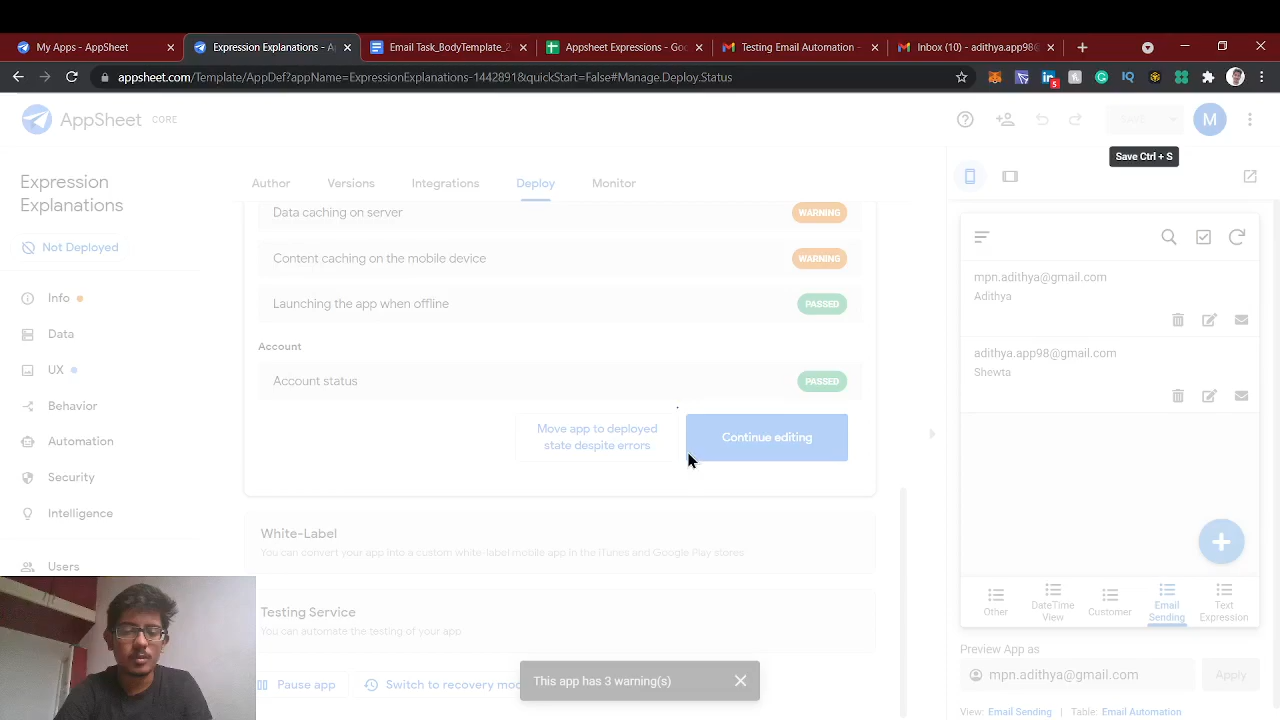 My Apps - AppSheet
Expression Explanations - A
Email Task_BodyTemplate_2
Appsheet Expressions - Goo
Testing Email Automation -
Inbox (10) - adithya.app98@
appsheet.com/Template/AppDef?appName=ExpressionExplanations-1442891&quickStart=False#Manage.Deploy.Status
5
IQ
AppSheet CORE
SAVE
M
Save Ctrl + S
Expression
Explanations
Not Deployed
Info
Data
UX
Behavior
Automation
Security
Intelligence
Users
Author
Versions
Integrations
Deploy
Monitor
Data caching on server
WARNING
Content caching on the mobile device
WARNING
Launching the app when offline
PASSED
Account
Account status
PASSED
Move app to deployed
state despite errors
Continue editing
White-Label
You can convert your app into a custom white-label mobile app in the iTunes and Google Play stores
Testing Service
You can automate the testing of your app
Pause app
Switch to recovery mo
This app has 3 warning(s)
mpn.adithya@gmail.com
Adithya
adithya.app98@gmail.com
Shewta
Other
DateTime
View
Customer
Email
Sending
Text
Expression
Preview App as
mpn.adithya@gmail.com
Apply
View: Email Sending | Table: Email Automation